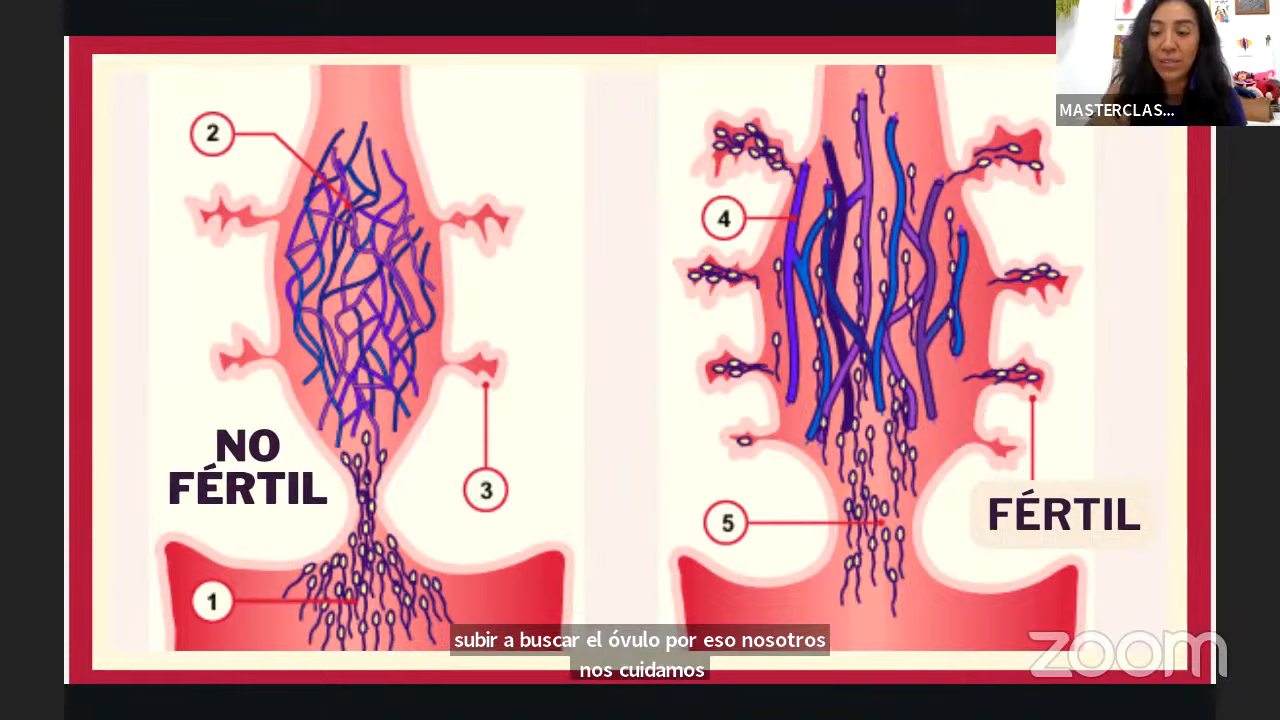 MASTERCLAS...
2
4
NO
FÉRTIL
3
FÉRTIL
5
1
subir a buscar el óvulo por eso nosotros
nos cuidamos
zoom